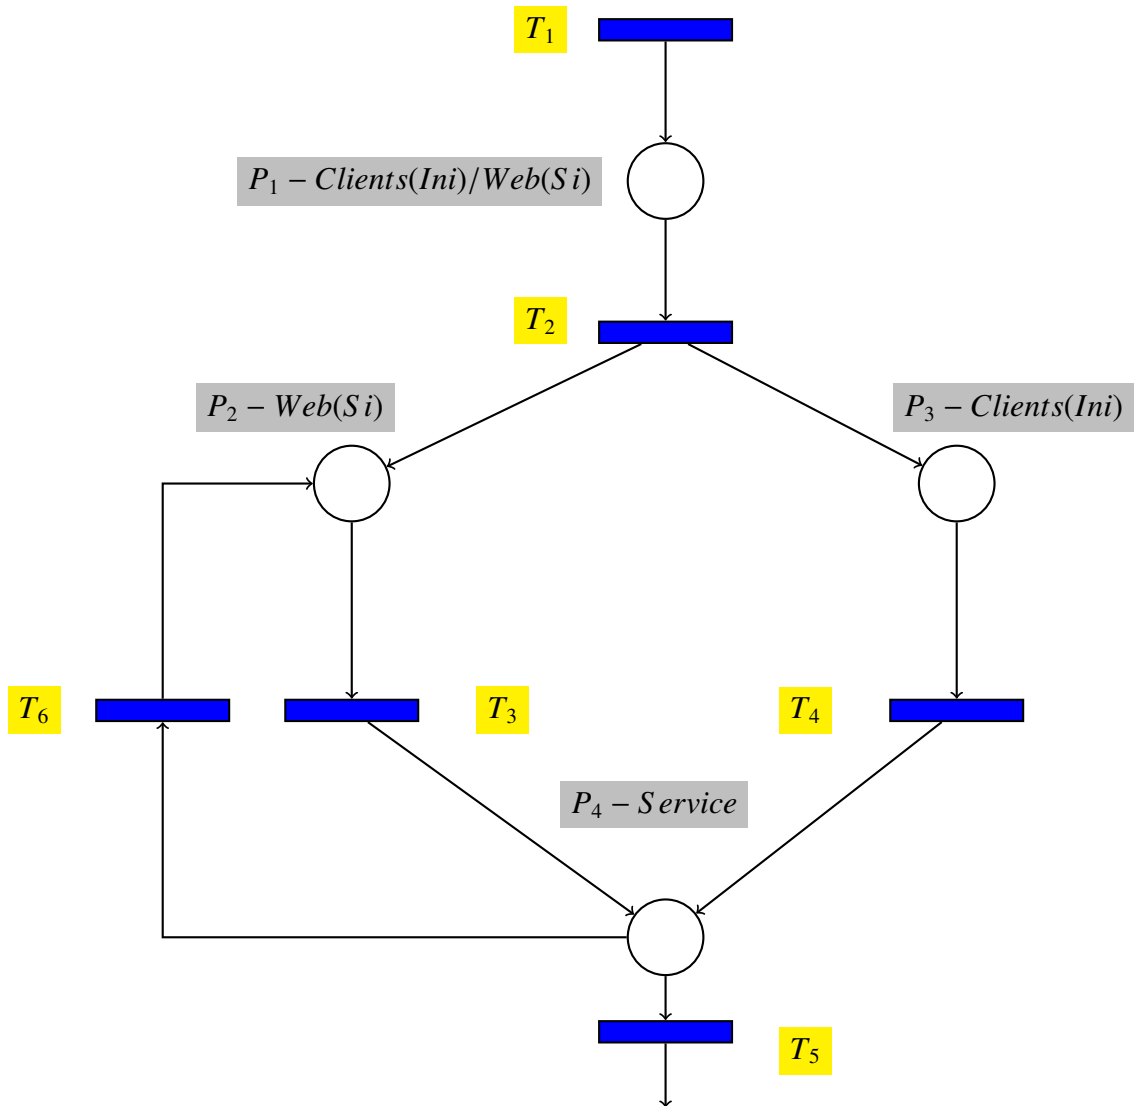 T₁
P₁ − Clients(Ini)/Web(Si)
T₂
P₂ − Web(Si)
P₃ − Clients(Ini)
T₆
T₃
T₄
P₄ − Service
T₅